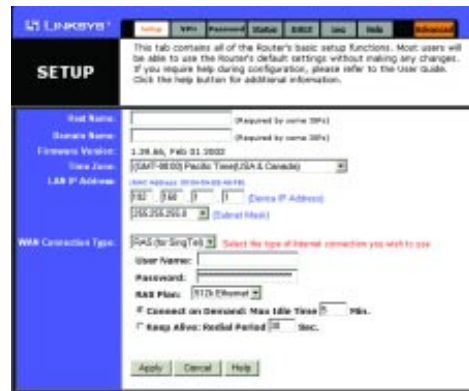 LINKSYS
Setup VPN Password Status DHCP Log Help Advanced
SETUP
This tab contains all of the Router's basic setup functions. Most users will
be able to use the Router's default settings without making any changes.
If you require help during configuration, please refer to the User Guide.
Click the help button for additional information.
Host Name: (Required by some ISPs)
Domain Name: (Required by some ISPs)
Firmware Version: 1.39.64, Feb 01 2002
Time Zone: (GMT-08:00) Pacific Time (USA & Canada)
LAN IP Address: (MAC Address:
192 . 168 . 1 . 1 (Device IP Address)
255.255.255.0 (Subnet Mask)
WAN Connection Type: RAS (for SingTel) Select the type of Internet connection you wish to use
User Name:
Password:
RAS Plan: 512k Ethernet
Connect on Demand: Max Idle Time 5 Min.
Keep Alive: Redial Period 30 Sec.
Apply Cancel Help